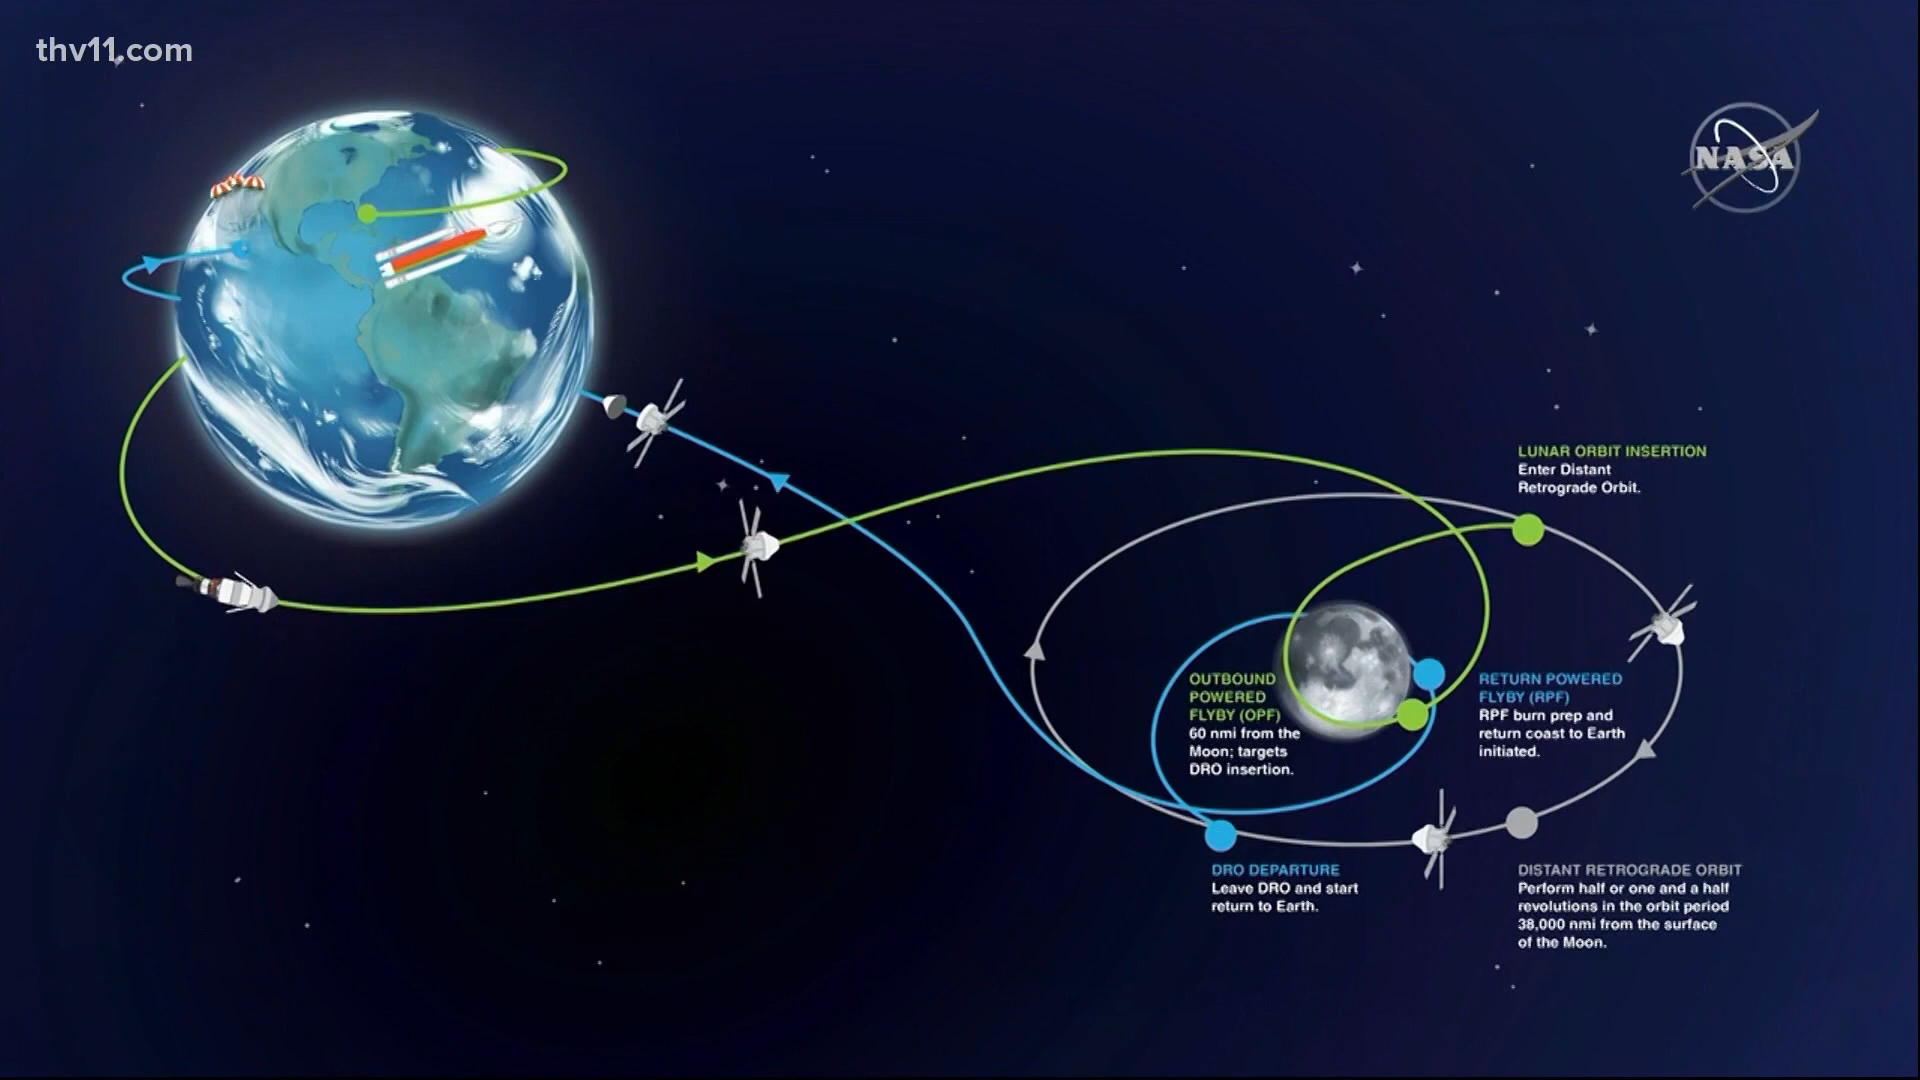 thv11.com
NASA
LUNAR ORBIT INSERTION
Enter Distant
Retrograde Orbit.
OUTBOUND
POWERED
FLYBY (OPF)
60 nmi from the
Moon; targets
DRO insertion.
RETURN POWERED
FLYBY (RPF)
RPF burn prep and
return coast to Earth
initiated.
DRO DEPARTURE
Leave DRO and start
return to Earth.
DISTANT RETROGRADE ORBIT
Perform half or one and a half
revolutions in the orbit period
38,000 nmi from the surface
of the Moon.